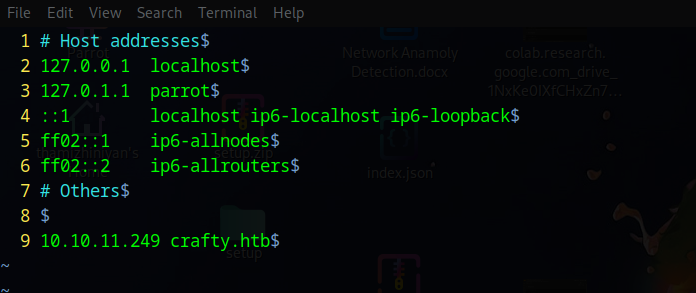 File Edit View Search Terminal Help
1 # Host addresses$
2 127.0.0.1  localhost$
3 127.0.1.1  parrot$
4 ::1        localhost ip6-localhost ip6-loopback$
5 ff02::1    ip6-allnodes$
6 ff02::2    ip6-allrouters$
7 # Others$
8 $
9 10.10.11.249 crafty.htb$
~
~
Network Anamoly
Detection.docx
colab.research.
google.com_drive_
setup.zip
index.json
setup